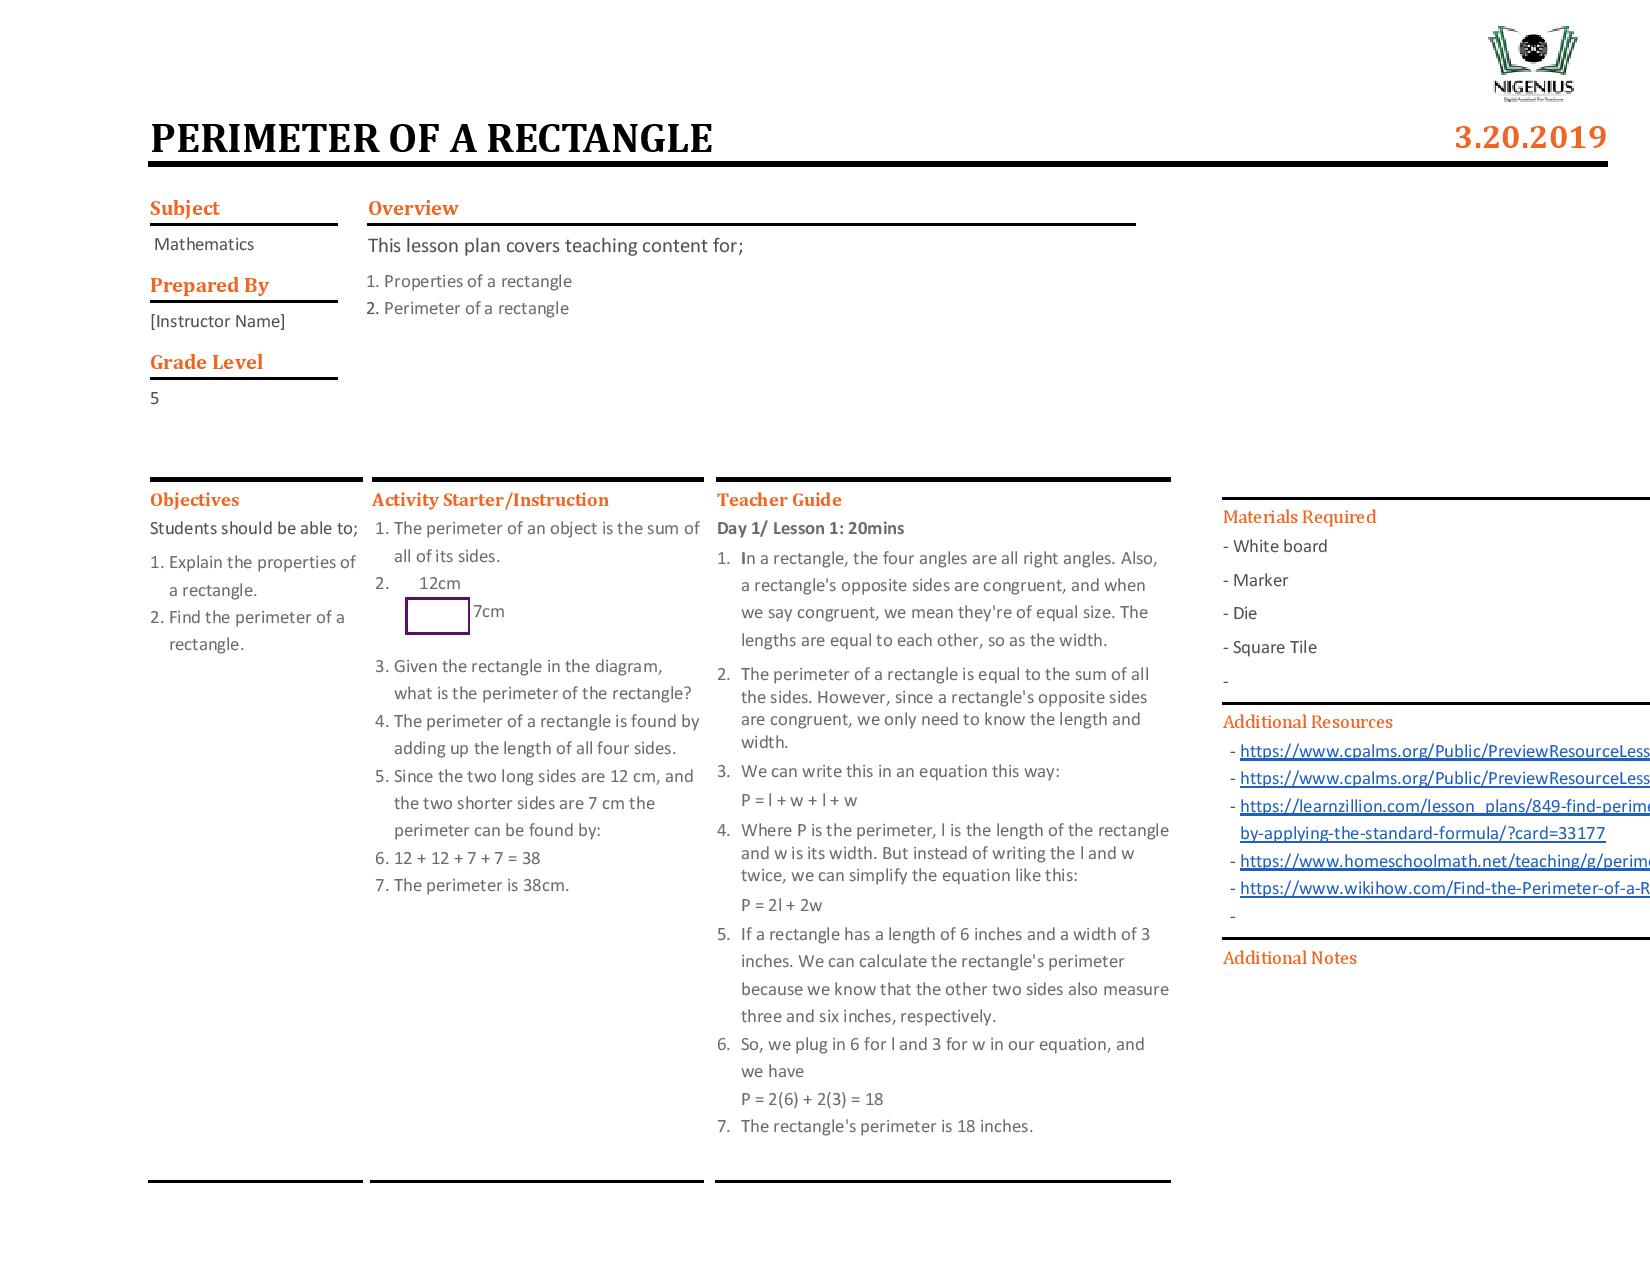 NIGENIUS
Digital Assistant For Teachers
PERIMETER OF A RECTANGLE
3.20.2019
Subject
Mathematics
Prepared By
[Instructor Name]
Grade Level
5
Overview
This lesson plan covers teaching content for;
1. Properties of a rectangle
2. Perimeter of a rectangle
Objectives
Students should be able to;
1. Explain the properties of
a rectangle.
2. Find the perimeter of a
rectangle.
Activity Starter/Instruction
1. The perimeter of an object is the sum of
all of its sides.
2. 12cm
7cm
3. Given the rectangle in the diagram,
what is the perimeter of the rectangle?
4. The perimeter of a rectangle is found by
adding up the length of all four sides.
5. Since the two long sides are 12 cm, and
the two shorter sides are 7 cm the
perimeter can be found by:
6. 12 + 12 + 7 + 7 = 38
7. The perimeter is 38cm.
Teacher Guide
Day 1/ Lesson 1: 20mins
1. In a rectangle, the four angles are all right angles. Also,
a rectangle's opposite sides are congruent, and when
we say congruent, we mean they're of equal size. The
lengths are equal to each other, so as the width.
2. The perimeter of a rectangle is equal to the sum of all
the sides. However, since a rectangle's opposite sides
are congruent, we only need to know the length and
width.
3. We can write this in an equation this way:
P = l + w + l + w
4. Where P is the perimeter, l is the length of the rectangle
and w is its width. But instead of writing the l and w
twice, we can simplify the equation like this:
P = 2l + 2w
5. If a rectangle has a length of 6 inches and a width of 3
inches. We can calculate the rectangle's perimeter
because we know that the other two sides also measure
three and six inches, respectively.
6. So, we plug in 6 for l and 3 for w in our equation, and
we have
P = 2(6) + 2(3) = 18
7. The rectangle's perimeter is 18 inches.
Materials Required
- White board
- Marker
- Die
- Square Tile
-
Additional Resources
- https://www.cpalms.org/Public/PreviewResourceLess
- https://www.cpalms.org/Public/PreviewResourceLess
- https://learnzillion.com/lesson_plans/849-find-perime
by-applying-the-standard-formula/?card=33177
- https://www.homeschoolmath.net/teaching/g/perime
- https://www.wikihow.com/Find-the-Perimeter-of-a-R
-
Additional Notes